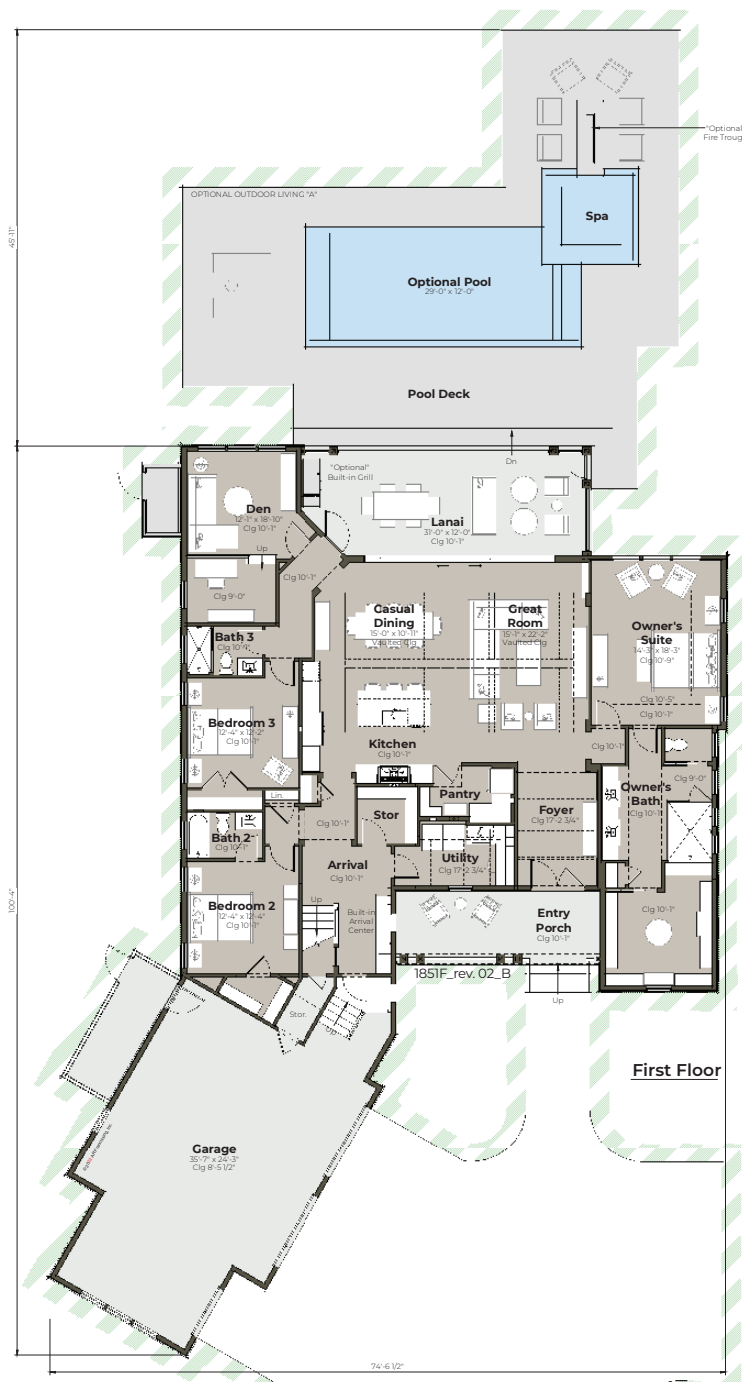 "Optional
Fire Troug
OPTIONAL OUTDOOR LIVING "A"
Spa
45'-11"
Optional Pool
29'-0" x 12'-0"
Pool Deck
Dn
"Optional"
Built-in Grill
Den
12'-1" x 18'-10"
Clg 10'-1"
Up
Lanai
31'-0" x 12'-0"
Clg 10'-1"
Clg 10'-1"
Clg 9'-0"
Casual
Dining
15'-0" x 10'-11"
Vaulted Clg
Great
Room
15'-1" x 22'-2"
Vaulted Clg
Owner's
Suite
14'-3" x 18'-3"
Clg 10'-9"
Bath 3
Clg 10'-1"
Clg 10'-5"
Clg 10'-1"
Bedroom 3
12'-4" x 12'-2"
Clg 10'-1"
Kitchen
Clg 10'-1"
Clg 10'-1"
Clg 9'-0"
Lin.
Pantry
Owner's
Bath
Clg 10'-1"
Stor
Foyer
Clg 17'-2 3/4"
Clg 10'-1"
Bath 2
Clg 10'-1"
Arrival
Clg 10'-1"
Utility
Clg 17'-2 3/4"
Up
Bedroom 2
12'-4" x 12'-4"
Clg 10'-1"
Built-in
Arrival
Center
Entry
Porch
Clg 10'-1"
Clg 10'-1"
100'-4"
1851F_rev. 02_B
Up
Stor.
Up
First Floor
Garage
35'-7" x 24'-3"
Clg 8'-5 1/2"
74'-6 1/2"